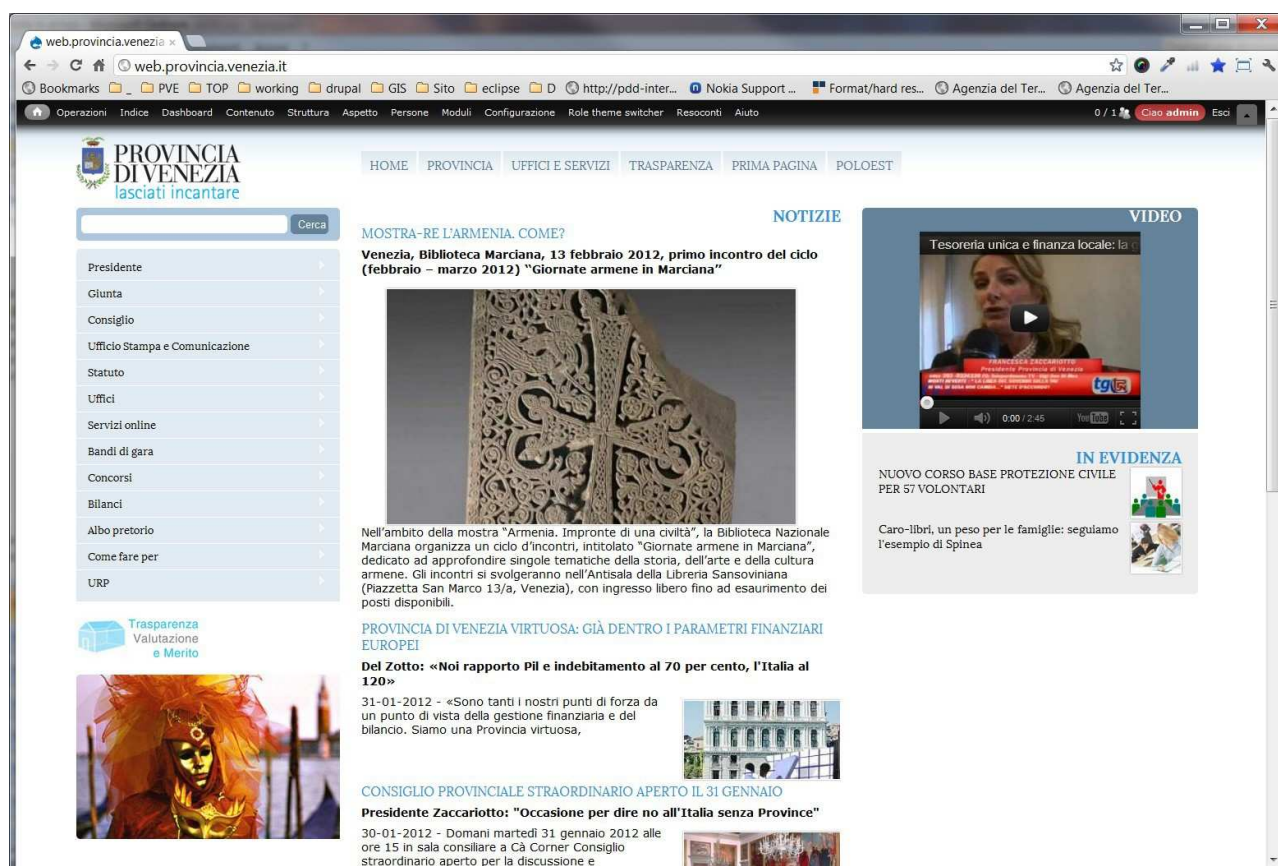 web.provincia.venezia
web.provincia.venezia.it
Bookmarks _ PVE TOP working drupal GIS Sito eclipse D http://pdd-inter... Nokia Support ... Format/hard res... Agenzia del Ter... Agenzia del Ter...
Operazioni Indice Dashboard Contenuto Struttura Aspetto Persone Moduli Configurazione Role theme switcher Resoconti Aiuto 0 / 1 Ciao admin Esci
PROVINCIA
DI VENEZIA
lasciati incantare
HOME PROVINCIA UFFICI E SERVIZI TRASPARENZA PRIMA PAGINA POLOEST
Cerca
Presidente
Giunta
Consiglio
Ufficio Stampa e Comunicazione
Statuto
Uffici
Servizi online
Bandi di gara
Concorsi
Bilanci
Albo pretorio
Come fare per
URP
Trasparenza
Valutazione
e Merito
NOTIZIE
MOSTRA-RE L'ARMENIA. COME?
Venezia, Biblioteca Marciana, 13 febbraio 2012, primo incontro del ciclo
(febbraio – marzo 2012) “Giornate armene in Marciana”
Nell'ambito della mostra “Armenia. Impronte di una civiltà”, la Biblioteca Nazionale
Marciana organizza un ciclo d'incontri, intitolato “Giornate armene in Marciana”,
dedicato ad approfondire singole tematiche della storia, dell'arte e della cultura
armene. Gli incontri si svolgeranno nell'Antisala della Libreria Sansoviniana
(Piazzetta San Marco 13/a, Venezia), con ingresso libero fino ad esaurimento dei
posti disponibili.
PROVINCIA DI VENEZIA VIRTUOSA: GIÀ DENTRO I PARAMETRI FINANZIARI
EUROPEI
Del Zotto: «Noi rapporto Pil e indebitamento al 70 per cento, l'Italia al
120»
31-01-2012 - «Sono tanti i nostri punti di forza da
un punto di vista della gestione finanziaria e del
bilancio. Siamo una Provincia virtuosa,
CONSIGLIO PROVINCIALE STRAORDINARIO APERTO IL 31 GENNAIO
Presidente Zaccariotto: "Occasione per dire no all'Italia senza Province"
30-01-2012 - Domani martedì 31 gennaio 2012 alle
ore 15 in sala consiliare a Cà Corner Consiglio
straordinario aperto per la discussione e
VIDEO
Tesoreria unica e finanza locale: la
FRANCESCA ZACCARIOTTO
Presidente Provincia di Venezia
tg
0:00 / 2:45 YouTube
IN EVIDENZA
NUOVO CORSO BASE PROTEZIONE CIVILE
PER 57 VOLONTARI
Caro-libri, un peso per le famiglie: seguiamo
l'esempio di Spinea